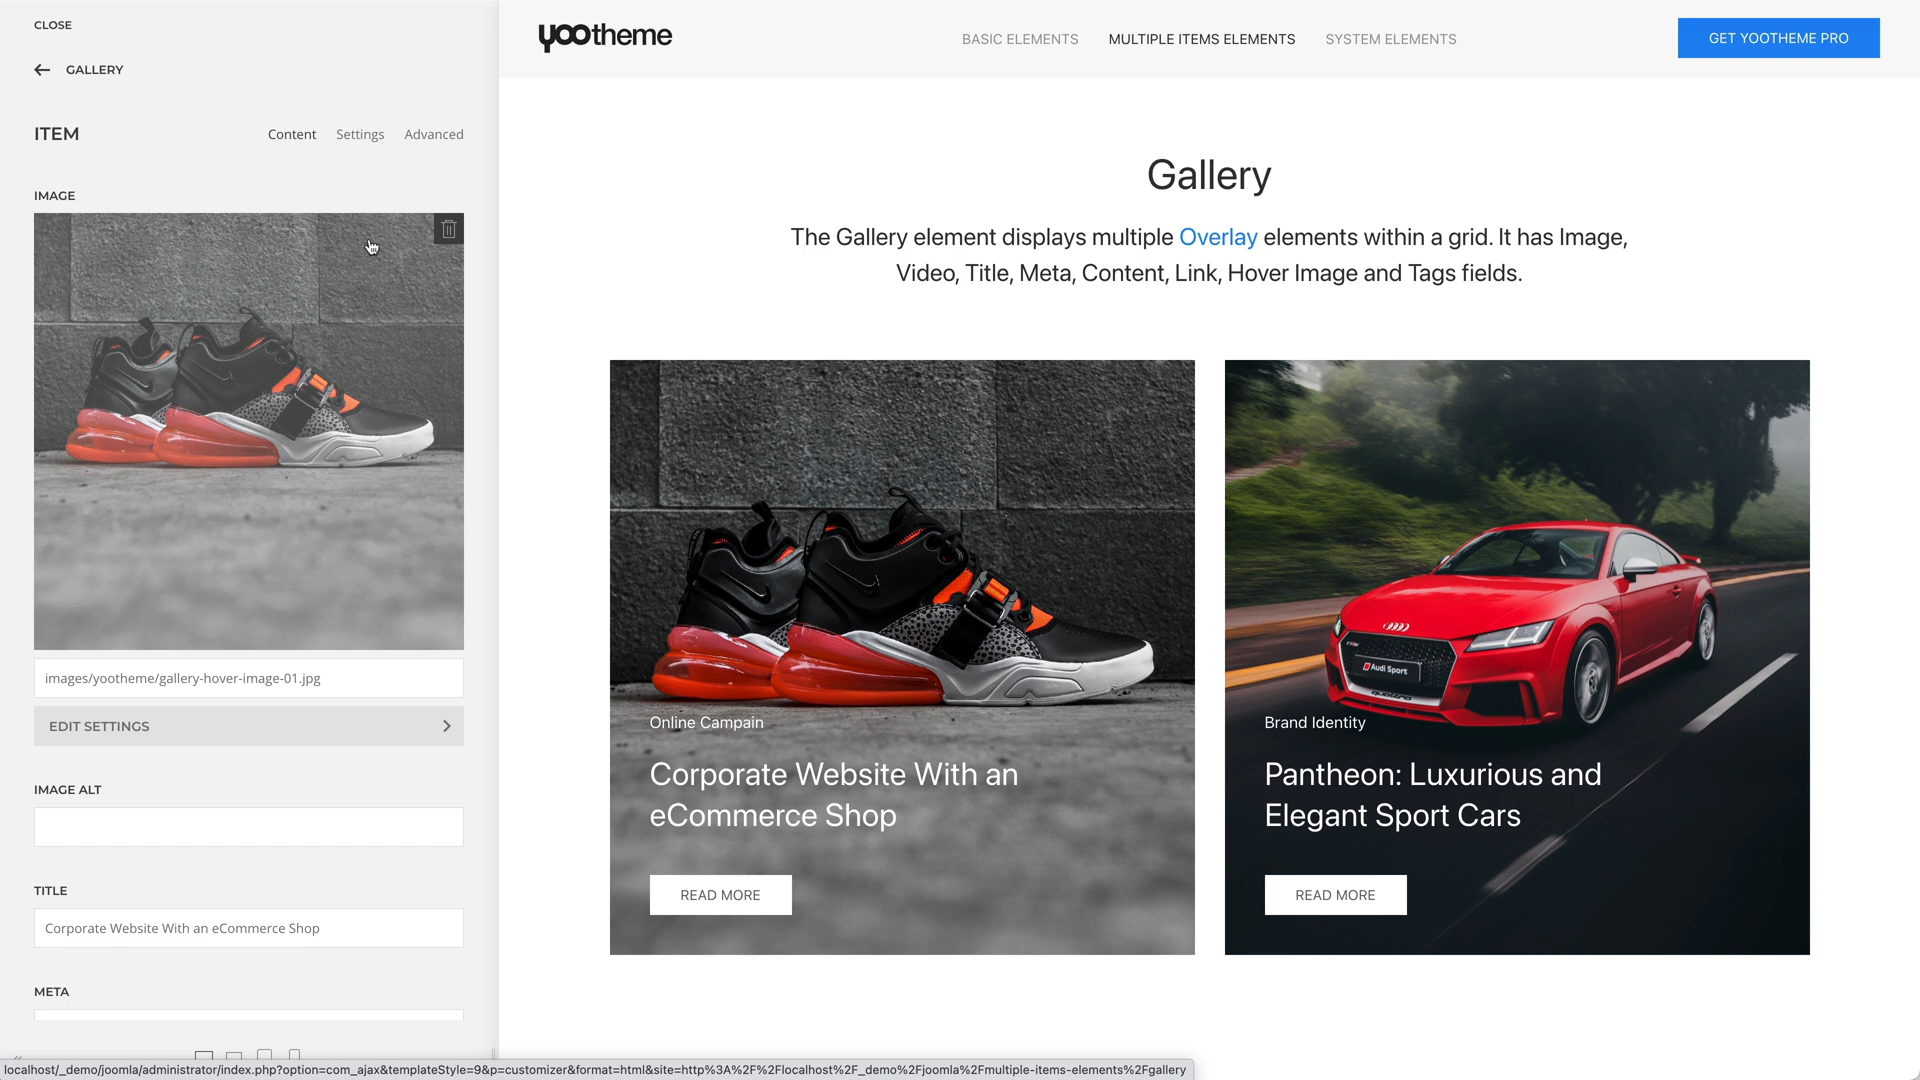 CLOSE
GALLERY
ITEM
Content
Settings
Advanced
IMAGE
images/yootheme/gallery-hover-image-01.jpg
EDIT SETTINGS
IMAGE ALT
TITLE
Corporate Website With an eCommerce Shop
META
yootheme
BASIC ELEMENTS
MULTIPLE ITEMS ELEMENTS
SYSTEM ELEMENTS
GET YOOTHEME PRO
Gallery
The Gallery element displays multiple Overlay elements within a grid. It has Image,
Video, Title, Meta, Content, Link, Hover Image and Tags fields.
Online Campain
Corporate Website With an
eCommerce Shop
READ MORE
Audi Sport
quattro
Brand Identity
Pantheon: Luxurious and
Elegant Sport Cars
READ MORE
localhost/_demo/joomla/administrator/index.php?option=com_ajax&templateStyle=9&p=customizer&format=html&site=http%3A%2F%2Flocalhost%2F_demo%2Fjoomla%2Fmultiple-items-elements%2Fgallery